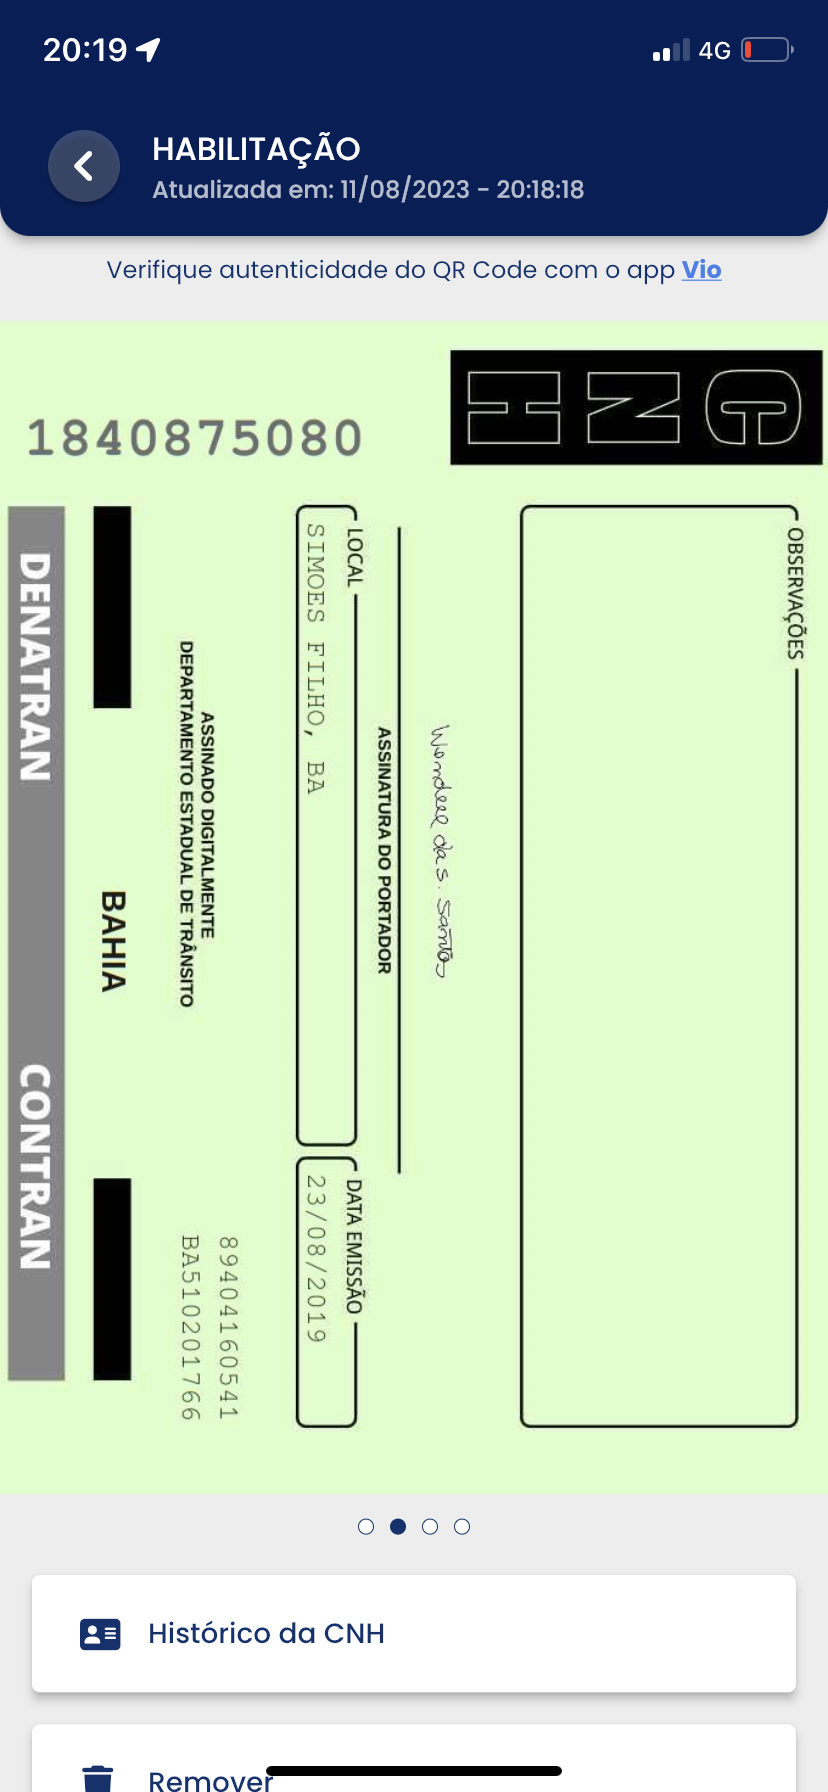 20:19
4G
HABILITAÇÃO
Atualizada em: 11/08/2023 - 20:18:18
Verifique autenticidade do QR Code com o app Vio
CNH
1840875080
OBSERVAÇÕES
das. Santos
ASSINATURA DO PORTADOR
LOCAL
SIMOES FILHO, BA
DATA EMISSÃO
23/08/2019
ASSINADO DIGITALMENTE
DEPARTAMENTO ESTADUAL DE TRÂNSITO
89404160541
BA510201766
BAHIA
DENATRAN CONTRAN
Histórico da CNH
Remover